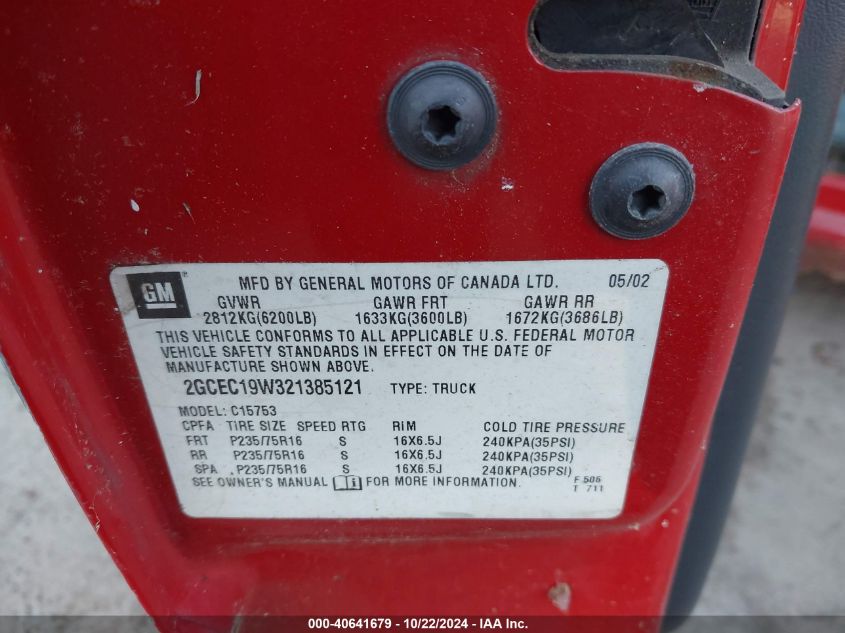 GM ® MFD BY GENERAL MOTORS OF CANADA LTD. 05/02
GVWR GAWR FRT GAWR RR
2812KG(6200LB) 1633KG(3600LB) 1672KG(3686LB)
THIS VEHICLE CONFORMS TO ALL APPLICABLE U.S. FEDERAL MOTOR
VEHICLE SAFETY STANDARDS IN EFFECT ON THE DATE OF
MANUFACTURE SHOWN ABOVE.
2GCEC19W321385121 TYPE: TRUCK
MODEL: C15753
CPFA TIRE SIZE SPEED RTG RIM COLD TIRE PRESSURE
FRT P235/75R16 S 16X6.5J 240KPA(35PSI)
RR P235/75R16 S 16X6.5J 240KPA(35PSI)
SPA P235/75R16 S 16X6.5J 240KPA(35PSI)
SEE OWNER'S MANUAL i FOR MORE INFORMATION. F 506
T 711
000-40641679 - 10/22/2024 - IAA Inc.